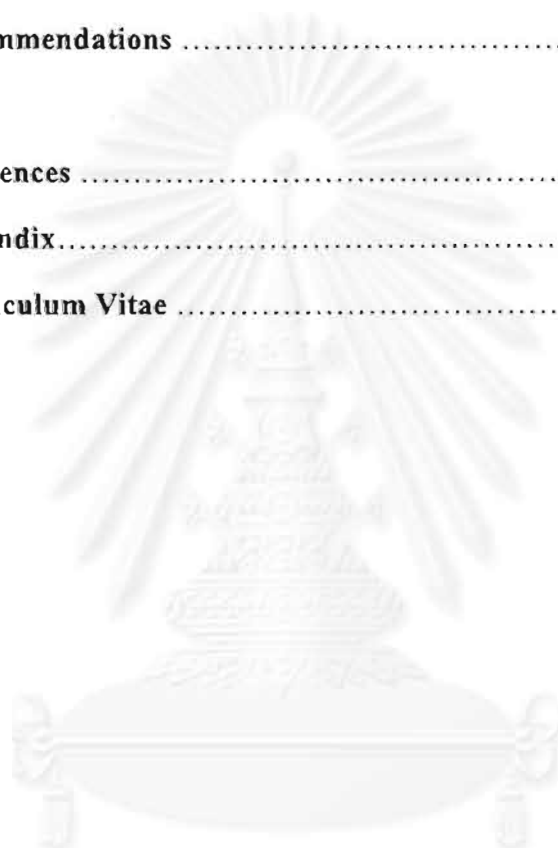 mmendations ............................................
ences ............................................................
ndix.............................................................
culum Vitae ............................................